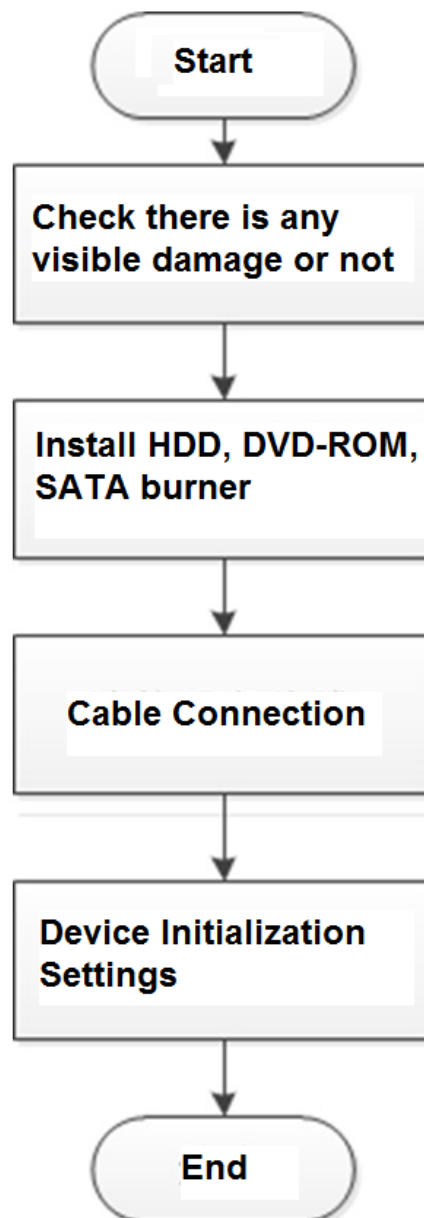 Start
Check there is any
visible damage or not
Install HDD, DVD-ROM,
SATA burner
Cable Connection
Device Initialization
Settings
End